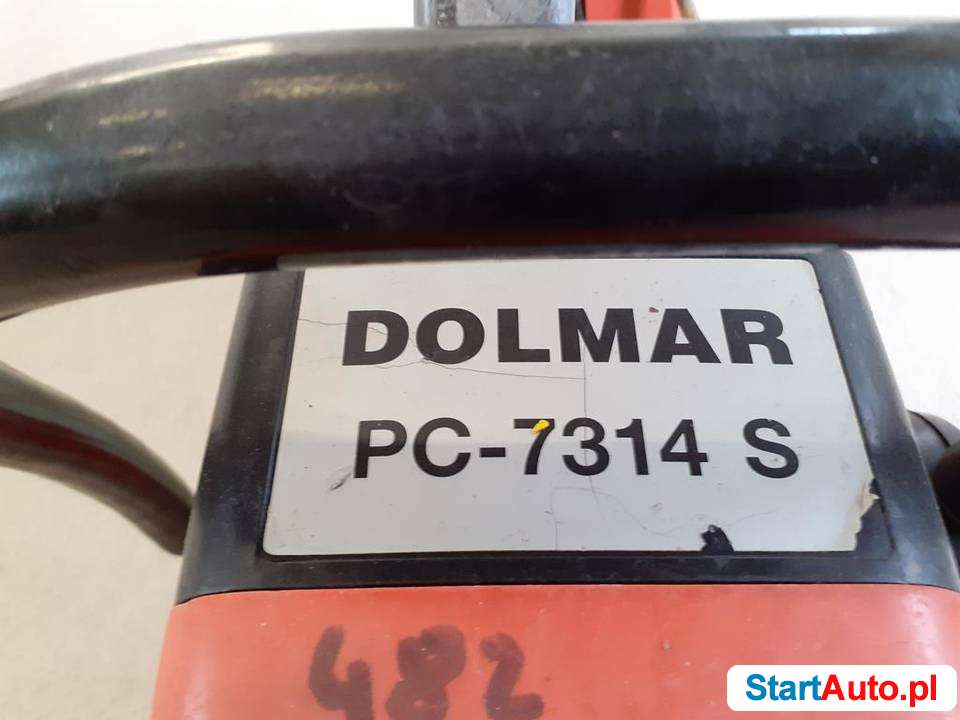 DOLMAR
PC-7314 S
482
StartAuto.pl